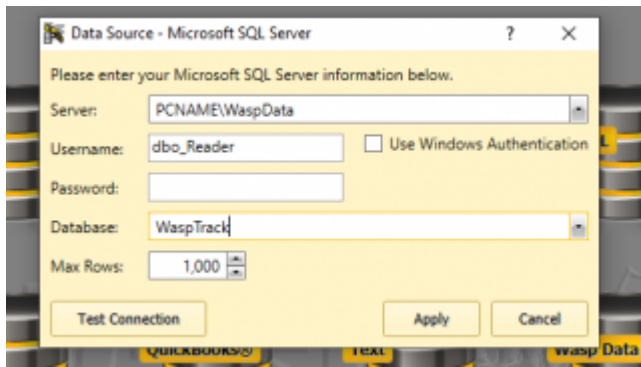 Data Source - Microsoft SQL Server ?
Please enter your Microsoft SQL Server information below.
Server: PCNAME\WaspData
Username: dbo_Reader Use Windows Authentication
Password:
Database: WaspTrack
Max Rows: 1,000
Test Connection Apply Cancel
QuickBooks® Text Wasp Data